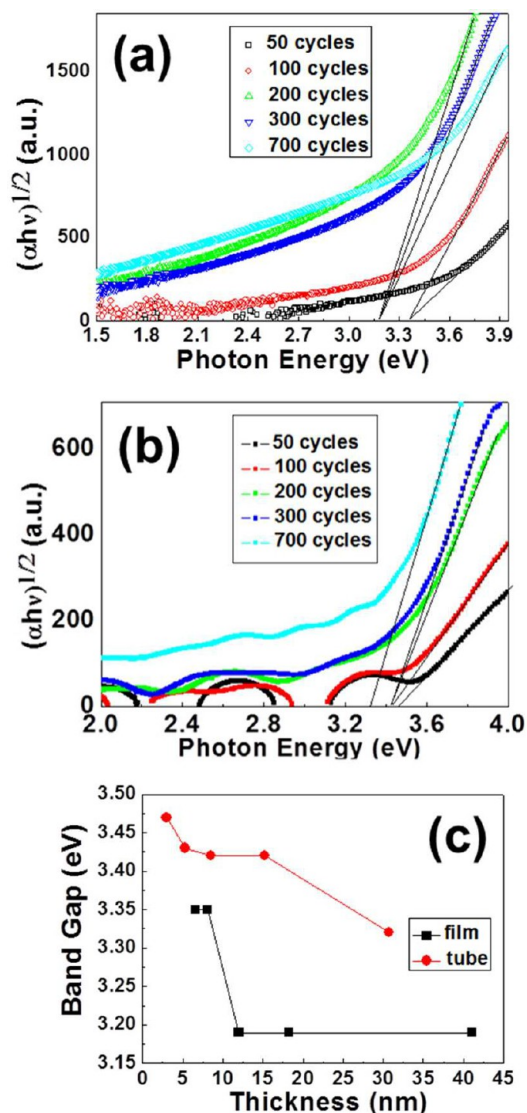 (a)
50 cycles
100 cycles
200 cycles
300 cycles
700 cycles
(αhν)1/2 (a.u.)
1500
1000
500
0
1.5 1.8 2.1 2.4 2.7 3.0 3.3 3.6 3.9
Photon Energy (eV)
(b)
50 cycles
100 cycles
200 cycles
300 cycles
700 cycles
(αhν)1/2 (a.u.)
600
400
200
0
2.0 2.4 2.8 3.2 3.6 4.0
Photon Energy (eV)
(c)
film
tube
Band Gap (eV)
3.50
3.45
3.40
3.35
3.30
3.25
3.20
3.15
0 5 10 15 20 25 30 35 40 45
Thickness (nm)